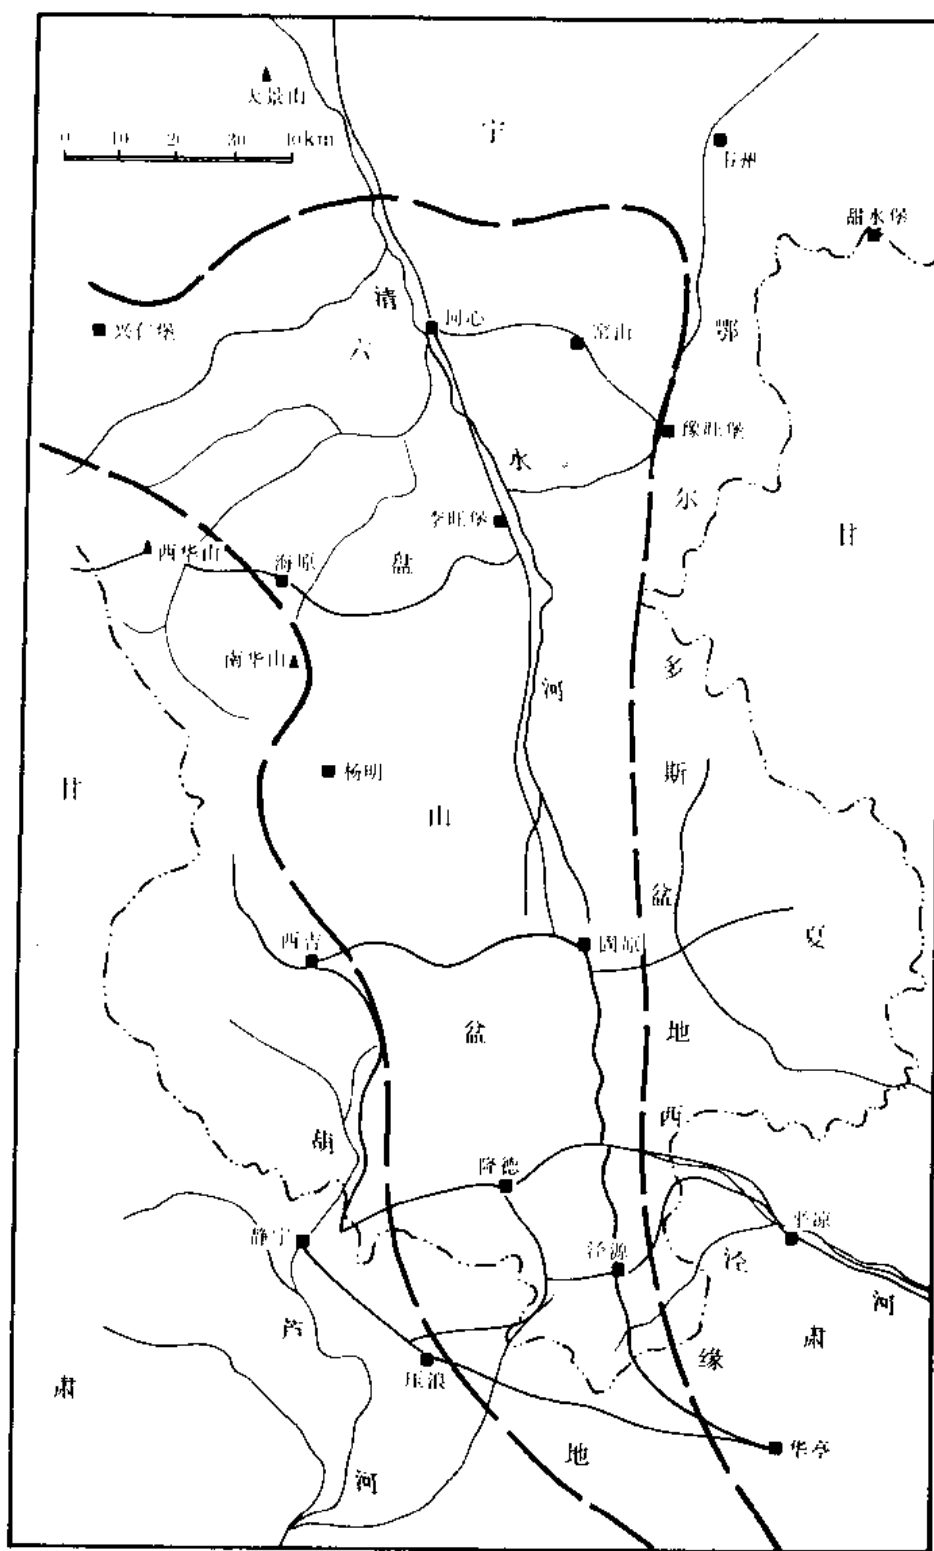 天景山
0 10 20 30 40km
宁
韦州
甜水堡
清
同心
窑山
鄂
兴仁堡
六
豫旺堡
水
尔
甘
李旺堡
西华山
海原
盘
南华山
多
河
杨明
斯
甘
山
盆
夏
西吉
固原
盆
地
西
胡
隆德
静宁
泾源
泾
平凉
河
芦
肃
缘
肃
庄浪
地
华亭
河